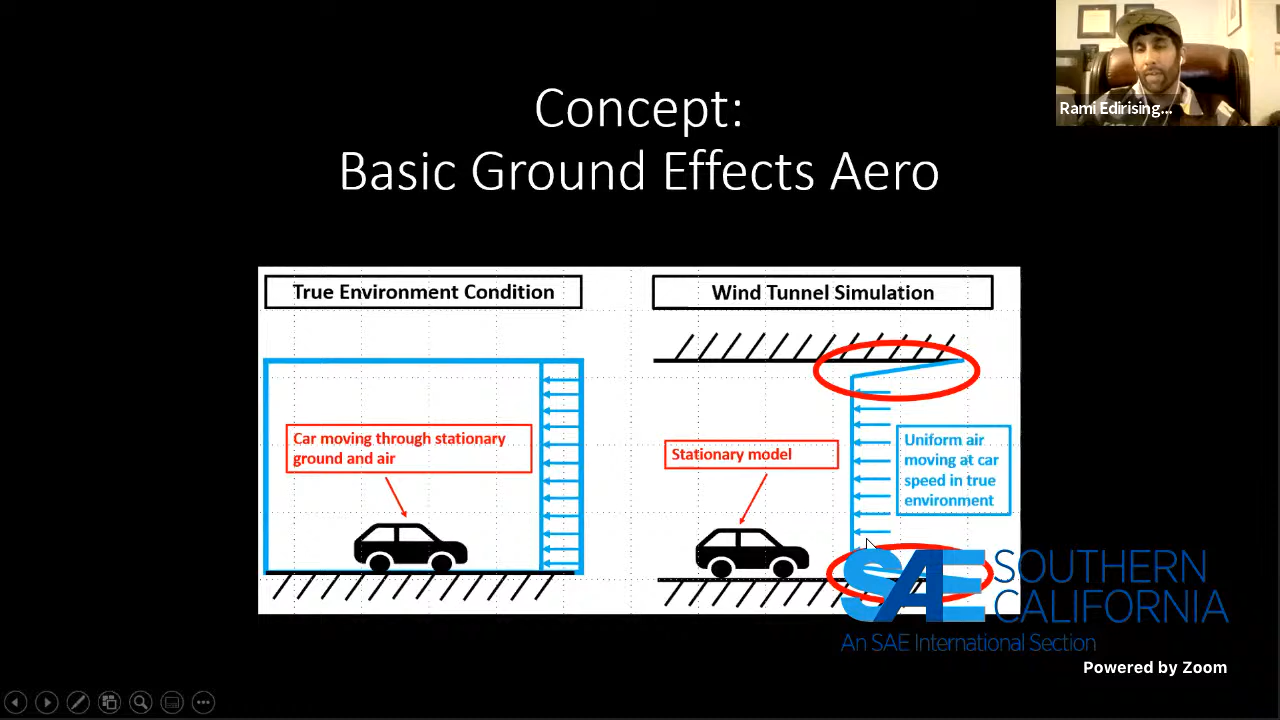 Concept:
Basic Ground Effects Aero
Rami Edirising...
True Environment Condition
Wind Tunnel Simulation
Car moving through stationary
ground and air
Stationary model
Uniform air
moving at car
speed in true
environment
SAE SOUTHERN
CALIFORNIA
An SAE International Section
Powered by Zoom